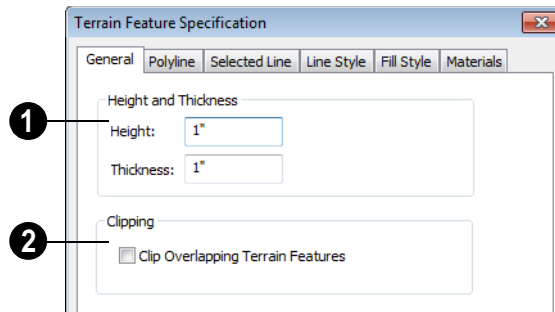 Terrain Feature Specification
General Polyline Selected Line Line Style Fill Style Materials
Height and Thickness
1
Height: 1"
Thickness: 1"
Clipping
2
Clip Overlapping Terrain Features